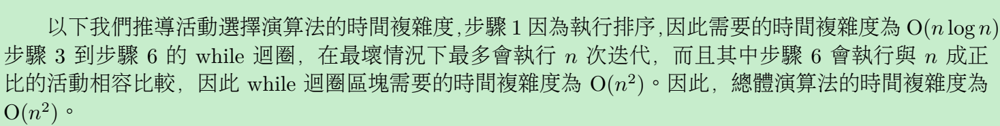 以下我們推導活動選擇演算法的時間複雜度,步驟 1 因為執行排序,因此需要的時間複雜度為 O(n log n)
步驟 3 到步驟 6 的 while 迴圈，在最壞情況下最多會執行 n 次迭代，而且其中步驟 6 會執行與 n 成正
比的活動相容比較，因此 while 迴圈區塊需要的時間複雜度為 O(n²)。因此，總體演算法的時間複雜度為
O(n²)。